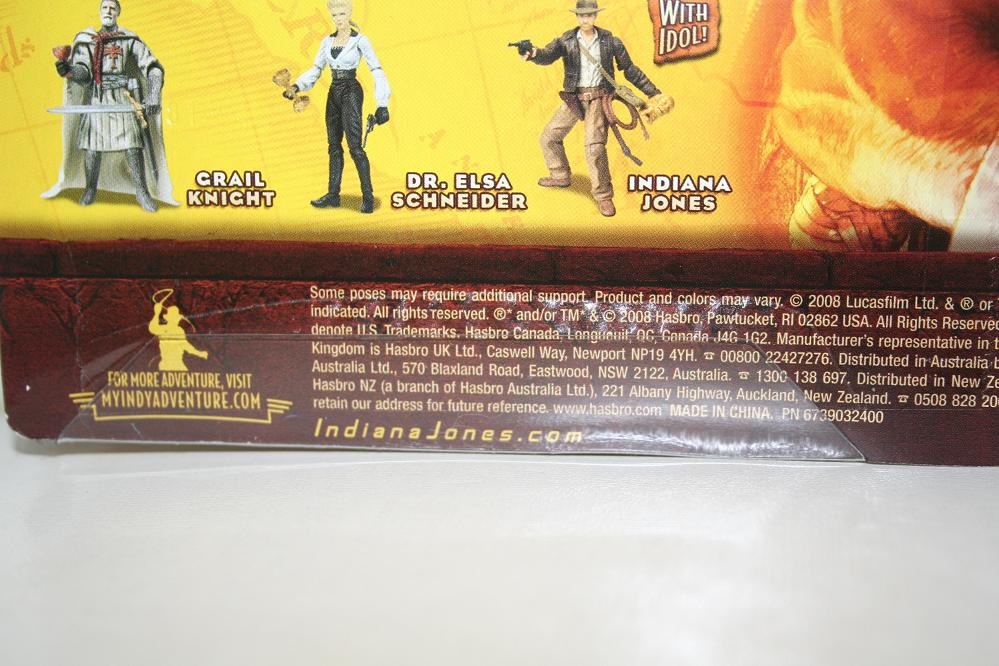 WITH
IDOL!
GRAIL
KNIGHT
DR. ELSA
SCHNEIDER
INDIANA
JONES
FOR MORE ADVENTURE, VISIT
MYINDYADVENTURE.COM
Some poses may require additional support. Product and colors may vary. © 2008 Lucasfilm Ltd. & ® or
indicated. All rights reserved. ®* and/or TM* & © 2008 Hasbro, Pawtucket, RI 02862 USA. All Rights Reserved
denote U.S. Trademarks. Hasbro Canada, Longueuil, QC, Canada J4G 1G2. Manufacturer's representative in t
Kingdom is Hasbro UK Ltd., Caswell Way, Newport NP19 4YH. ☎ 00800 22427276. Distributed in Australia b
Australia Ltd., 570 Blaxland Road, Eastwood, NSW 2122, Australia. ☎ 1300 138 697. Distributed in New Ze
Hasbro NZ (a branch of Hasbro Australia Ltd.), 221 Albany Highway, Auckland, New Zealand. ☎ 0508 828 20
retain our address for future reference. www.hasbro.com MADE IN CHINA. PN 6739032400
IndianaJones.com